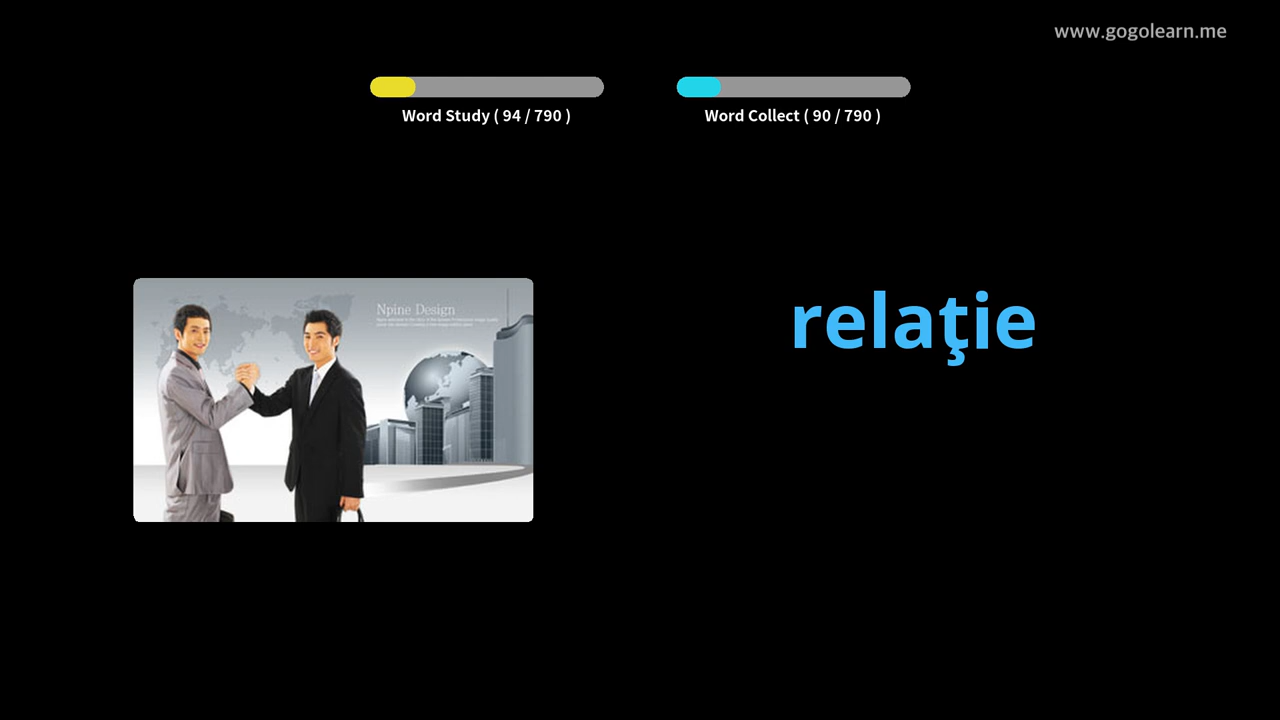 www.gogolearn.me
Word Study ( 94 / 790 )
Word Collect ( 90 / 790 )
Npine Design
relaţie